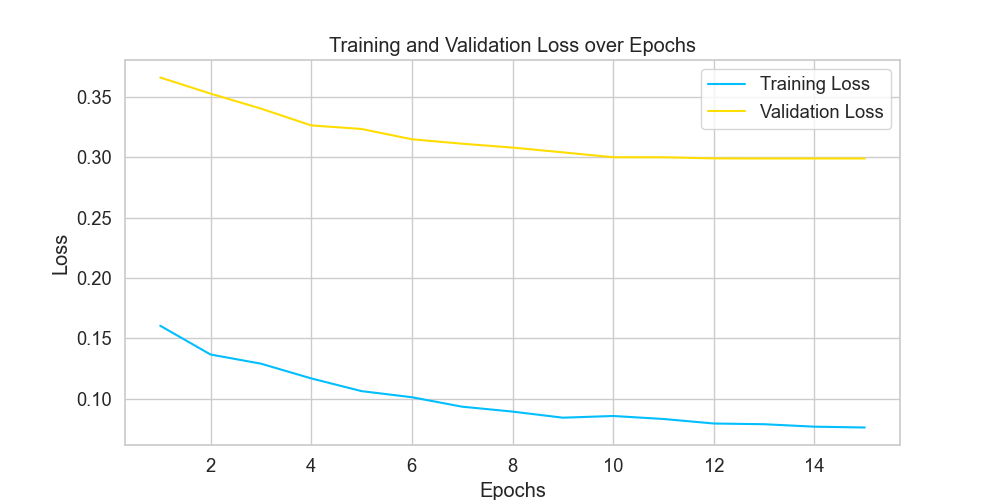 Training and Validation Loss over Epochs
Training Loss
Validation Loss
0.35
0.30
0.25
0.20
0.15
0.10
Loss
2 4 6 8 10 12 14
Epochs